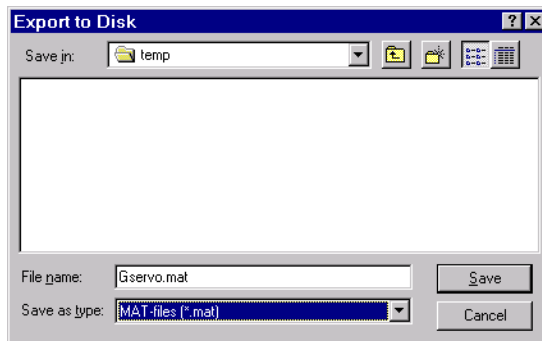 Export to Disk
Save in: temp
File name: Gservo.mat Save
Save as type: MAT-files (*.mat) Cancel